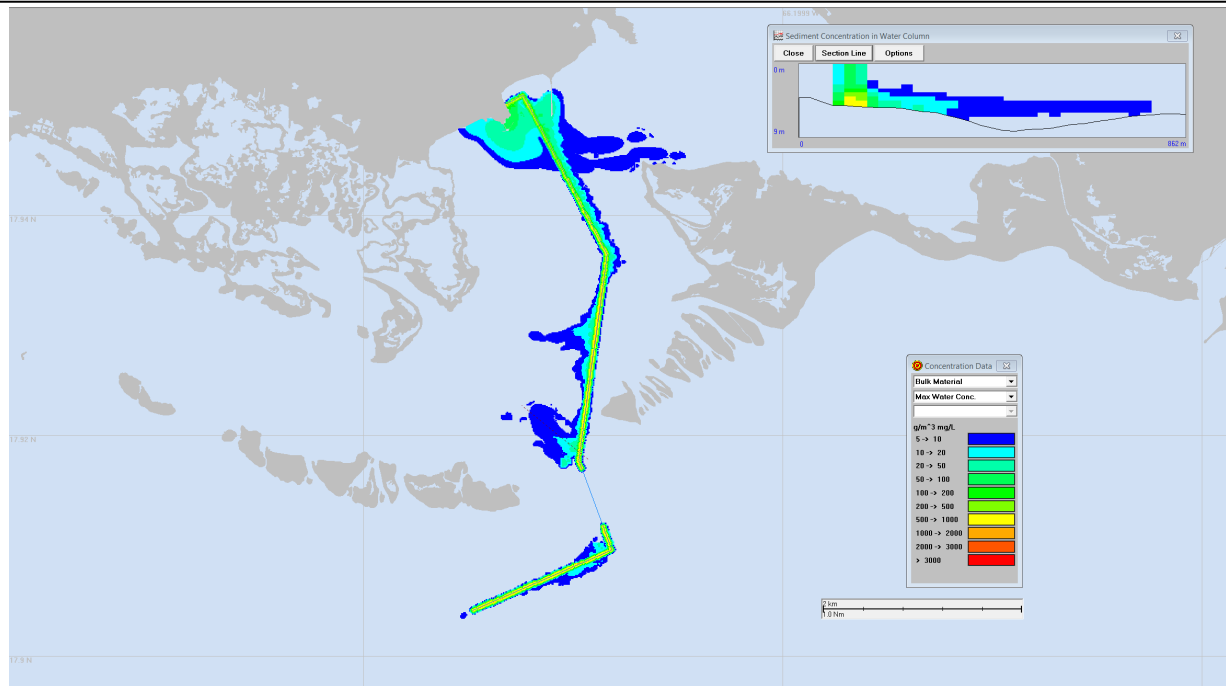 Sediment Concentration in Water Column
Close Section Line Options
0 m
9 m
0 862 m
17.94 N
17.92 N
17.9 N
Concentration Data
Bulk Material
Max Water Conc.
g/m^3 mg/L
5 -> 10
10 -> 20
20 -> 50
50 -> 100
100 -> 200
200 -> 500
500 -> 1000
1000 -> 2000
2000 -> 3000
> 3000
2 km
1.0 Nm